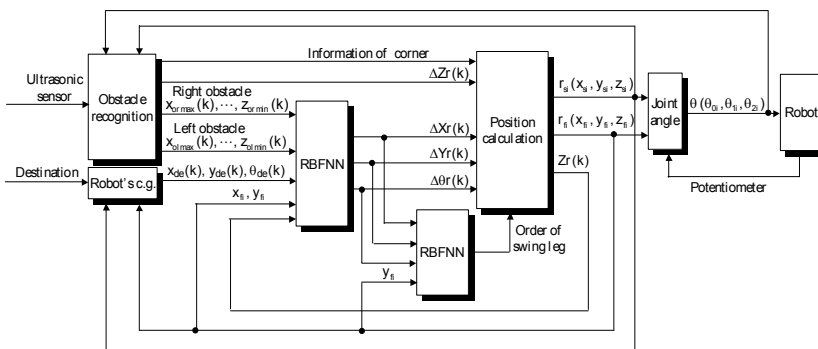 Ultrasonic
sensor
Obstacle
recognition
Information of corner
ΔZr(k)
Right obstacle
x_ormax(k), ···, z_ormin(k)
Left obstacle
x_olmax(k), ···, z_olmin(k)
Destination
Robot's c.g.
x_de(k), y_de(k), θ_de(k)
x_fi, y_fi
RBFNN
ΔXr(k)
ΔYr(k)
Δθr(k)
RBFNN
y_fi
Order of
swing leg
Position
calculation
r_si(x_si, y_si, z_si)
r_fi(x_fi, y_fi, z_fi)
Zr(k)
Joint
angle
θ(θ_0i, θ_1i, θ_2i)
Robot
Potentiometer